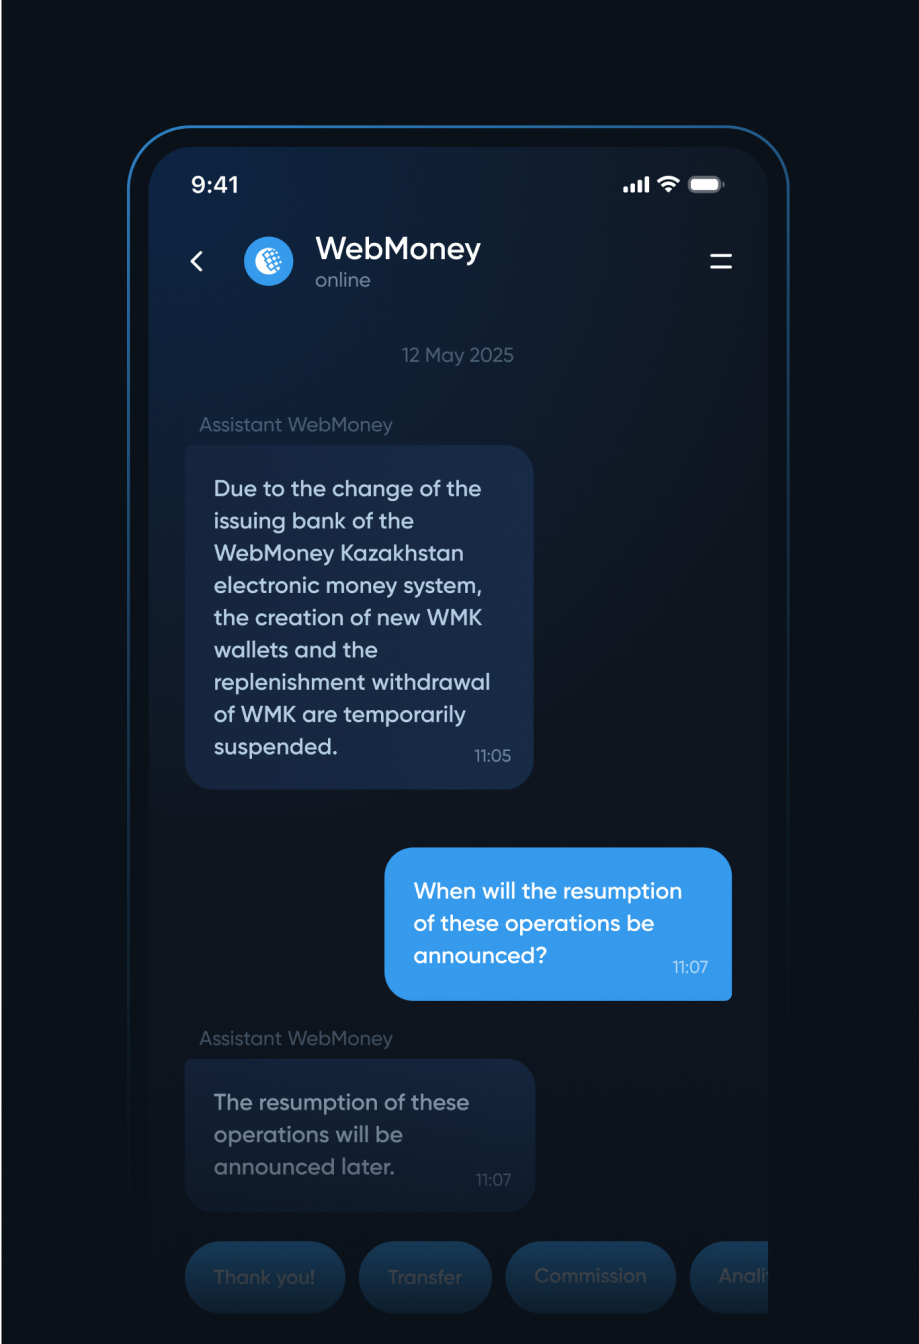 9:41
WebMoney
online
12 May 2025
Assistant WebMoney
Due to the change of the
issuing bank of the
WebMoney Kazakhstan
electronic money system,
the creation of new WMK
wallets and the
replenishment withdrawal
of WMK are temporarily
suspended.
11:05
When will the resumption
of these operations be
announced?
11:07
Assistant WebMoney
The resumption of these
operations will be
announced later.
11:07
Thank you!
Transfer
Commission